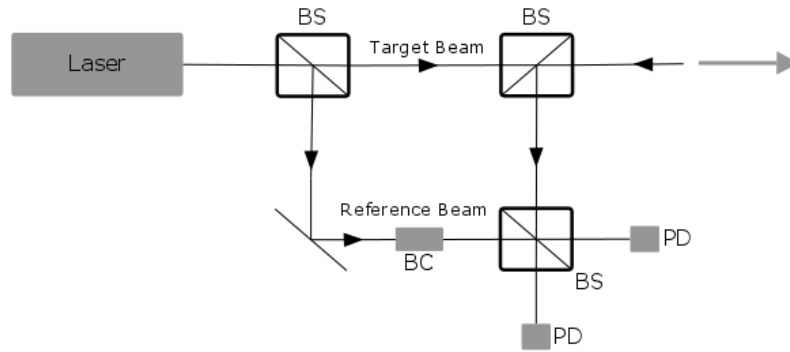 BS
BS
Laser
Target Beam
Reference Beam
BC
PD
BS
PD